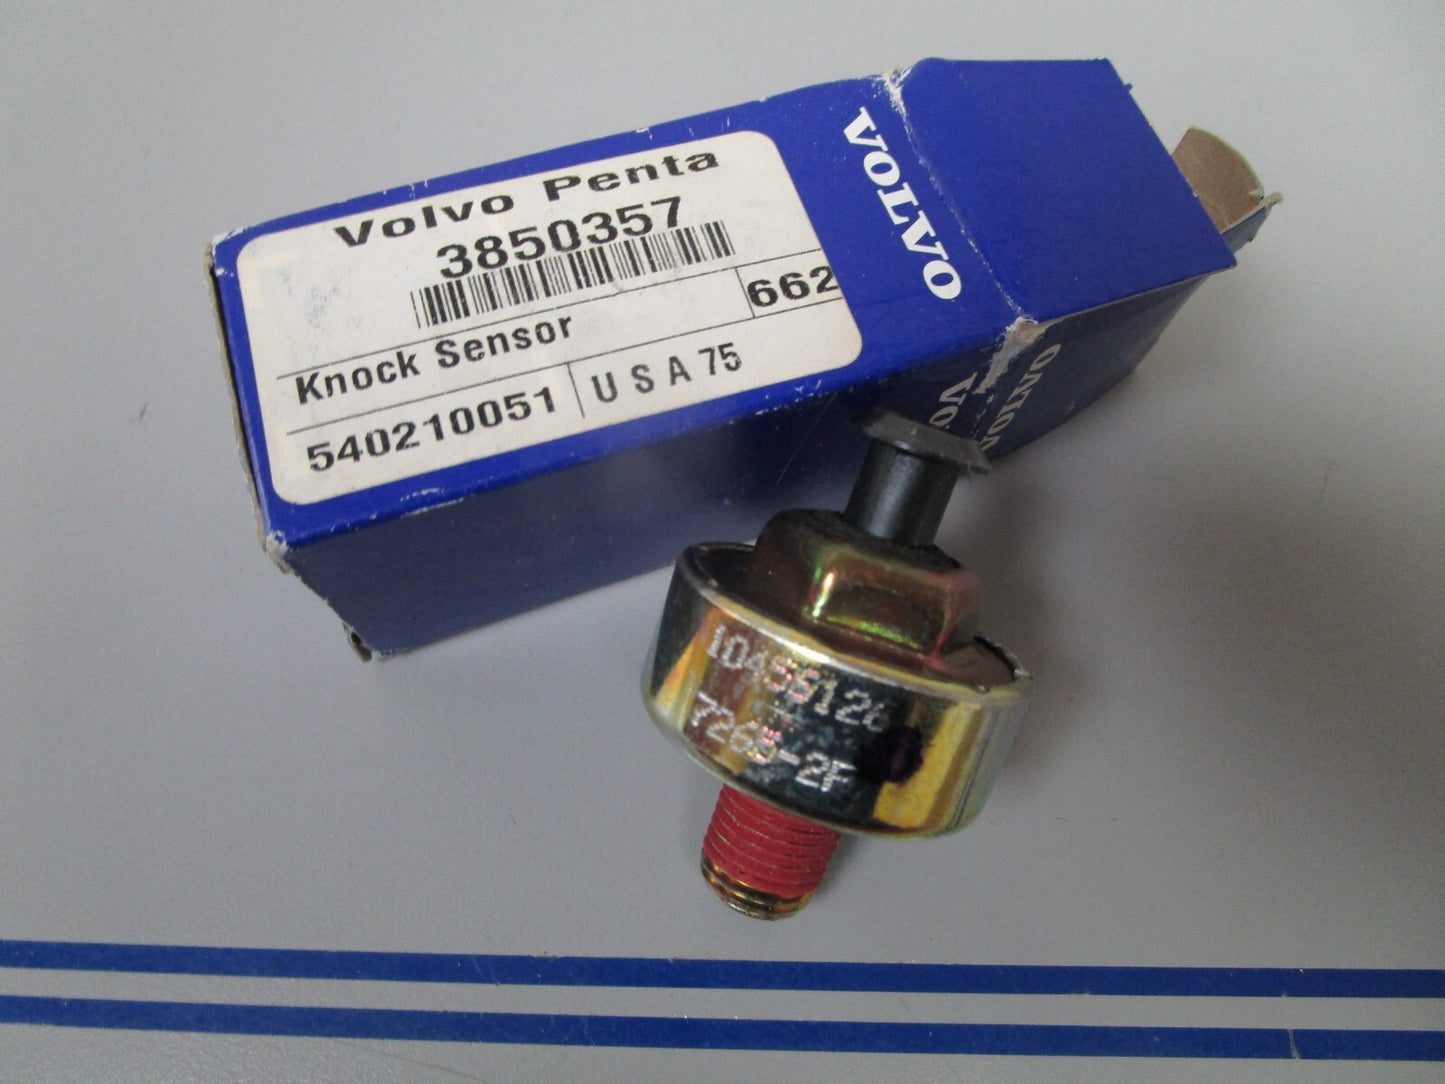 Volvo Penta
3850357
Knock Sensor
662
540210051
U S A 75
VOLVO
VOLVO
10456126
7265-2F